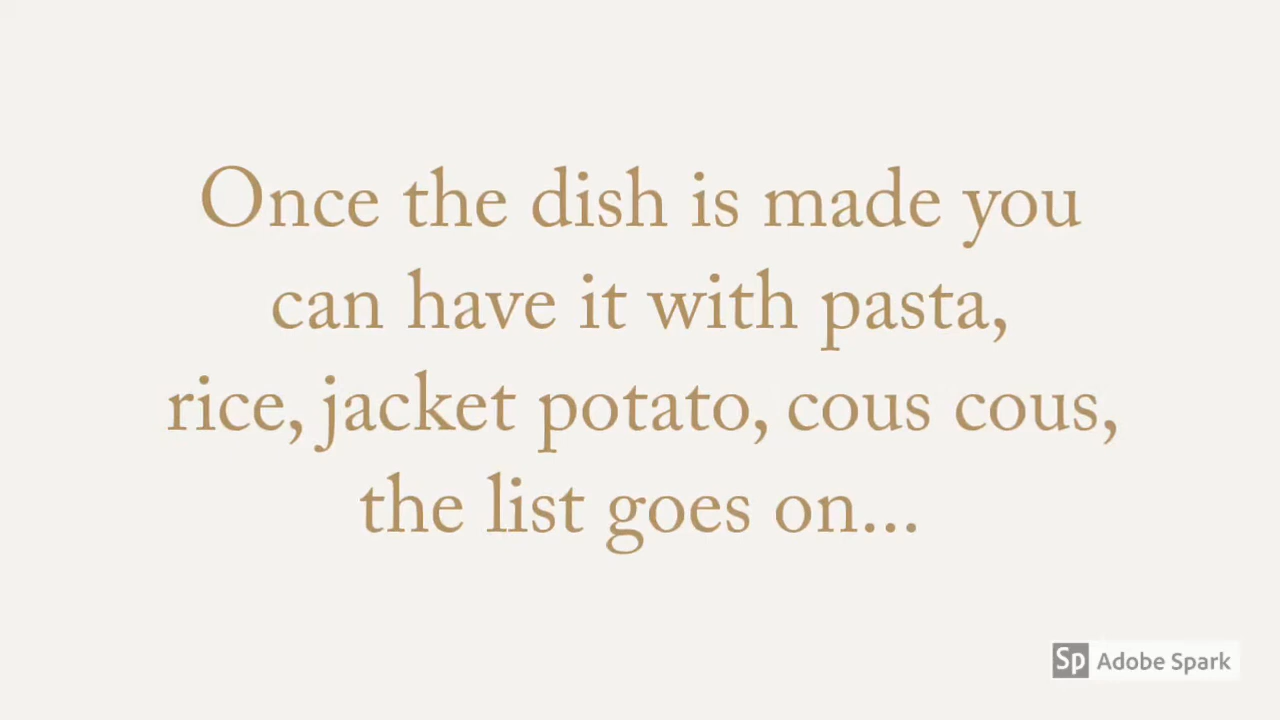 Once the dish is made you
can have it with pasta,
rice, jacket potato, cous cous,
the list goes on...
Sp Adobe Spark